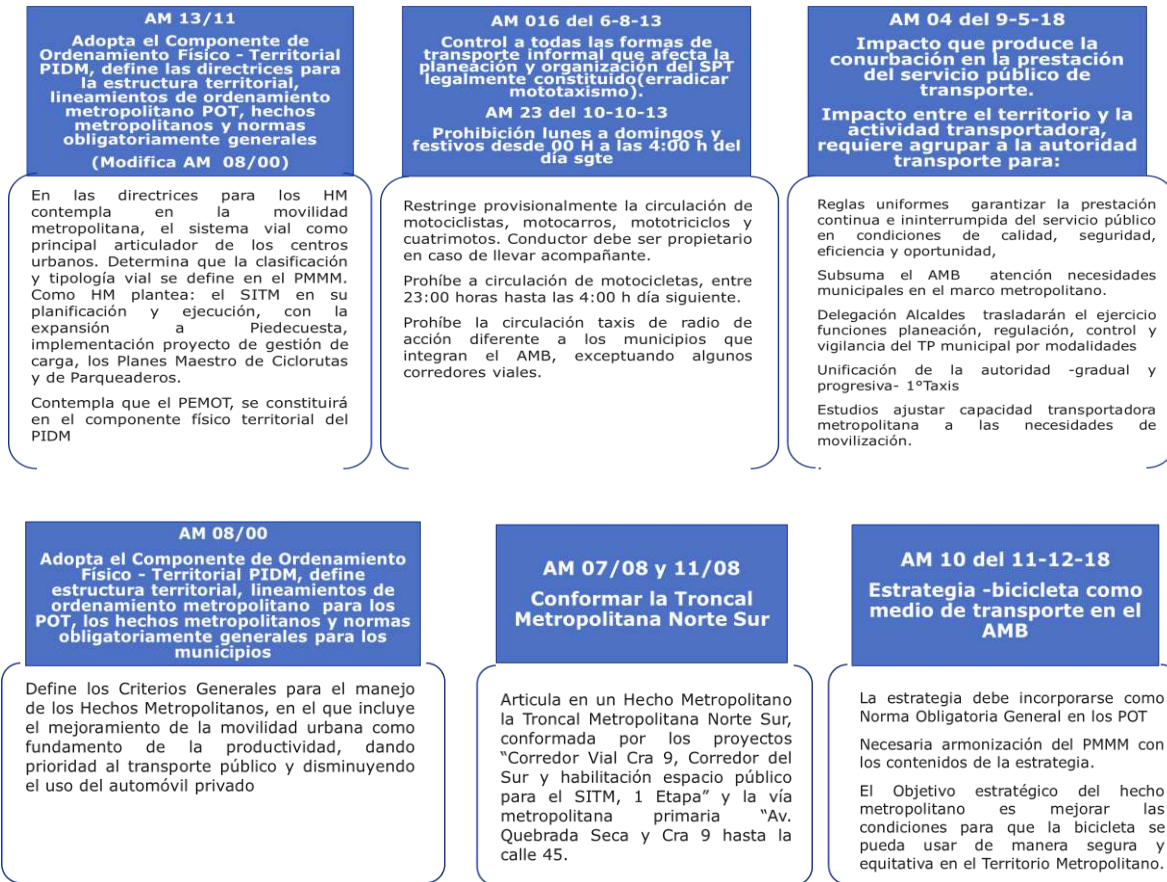 AM 13/11
Adopta el Componente de
Ordenamiento Físico - Territorial
PIDM, define las directrices para
la estructura territorial,
lineamientos de ordenamiento
metropolitano POT, hechos
metropolitanos y normas
obligatoriamente generales
(Modifica AM 08/00)
En las directrices para los HM
contempla en la movilidad
metropolitana, el sistema vial como
principal articulador de los centros
urbanos. Determina que la clasificación
y tipología vial se define en el PMMM.
Como HM plantea: el SITM en su
planificación y ejecución, con la
expansión a Piedecuesta,
implementación proyecto de gestión de
carga, los Planes Maestro de Ciclorutas
y de Parqueaderos.
Contempla que el PEMOT, se constituirá
en el componente físico territorial del
PIDM
AM 016 del 6-8-13
Control a todas las formas de
transporte informal que afecta la
planeación y organización del SPT
legalmente constituido(erradicar
mototaxismo).
AM 23 del 10-10-13
Prohibición lunes a domingos y
festivos desde 00 H a las 4:00 h del
día sgte
Restringe provisionalmente la circulación de
motociclistas, motocarros, mototriciclos y
cuatrimotos. Conductor debe ser propietario
en caso de llevar acompañante.
Prohíbe a circulación de motocicletas, entre
23:00 horas hasta las 4:00 h día siguiente.
Prohíbe la circulación taxis de radio de
acción diferente a los municipios que
integran el AMB, exceptuando algunos
corredores viales.
AM 04 del 9-5-18
Impacto que produce la
conurbación en la prestación
del servicio público de
transporte.
Impacto entre el territorio y la
actividad transportadora,
requiere agrupar a la autoridad
transporte para:
Reglas uniformes garantizar la prestación
continua e ininterrumpida del servicio público
en condiciones de calidad, seguridad,
eficiencia y oportunidad,
Subsuma el AMB atención necesidades
municipales en el marco metropolitano.
Delegación Alcaldes trasladarán el ejercicio
funciones planeación, regulación, control y
vigilancia del TP municipal por modalidades
Unificación de la autoridad -gradual y
progresiva- 1°Taxis
Estudios ajustar capacidad transportadora
metropolitana a las necesidades de
movilización.
.
AM 08/00
Adopta el Componente de Ordenamiento
Físico - Territorial PIDM, define
estructura territorial, lineamientos de
ordenamiento metropolitano para los
POT, los hechos metropolitanos y normas
obligatoriamente generales para los
municipios
Define los Criterios Generales para el manejo
de los Hechos Metropolitanos, en el que incluye
el mejoramiento de la movilidad urbana como
fundamento de la productividad, dando
prioridad al transporte público y disminuyendo
el uso del automóvil privado
AM 07/08 y 11/08
Conformar la Troncal
Metropolitana Norte Sur
Articula en un Hecho Metropolitano
la Troncal Metropolitana Norte Sur,
conformada por los proyectos
“Corredor Vial Cra 9, Corredor del
Sur y habilitación espacio público
para el SITM, 1 Etapa” y la vía
metropolitana primaria “Av.
Quebrada Seca y Cra 9 hasta la
calle 45.
AM 10 del 11-12-18
Estrategia -bicicleta como
medio de transporte en el
AMB
La estrategia debe incorporarse como
Norma Obligatoria General en los POT
Necesaria armonización del PMMM con
los contenidos de la estrategia.
El Objetivo estratégico del hecho
metropolitano es mejorar las
condiciones para que la bicicleta se
pueda usar de manera segura y
equitativa en el Territorio Metropolitano.